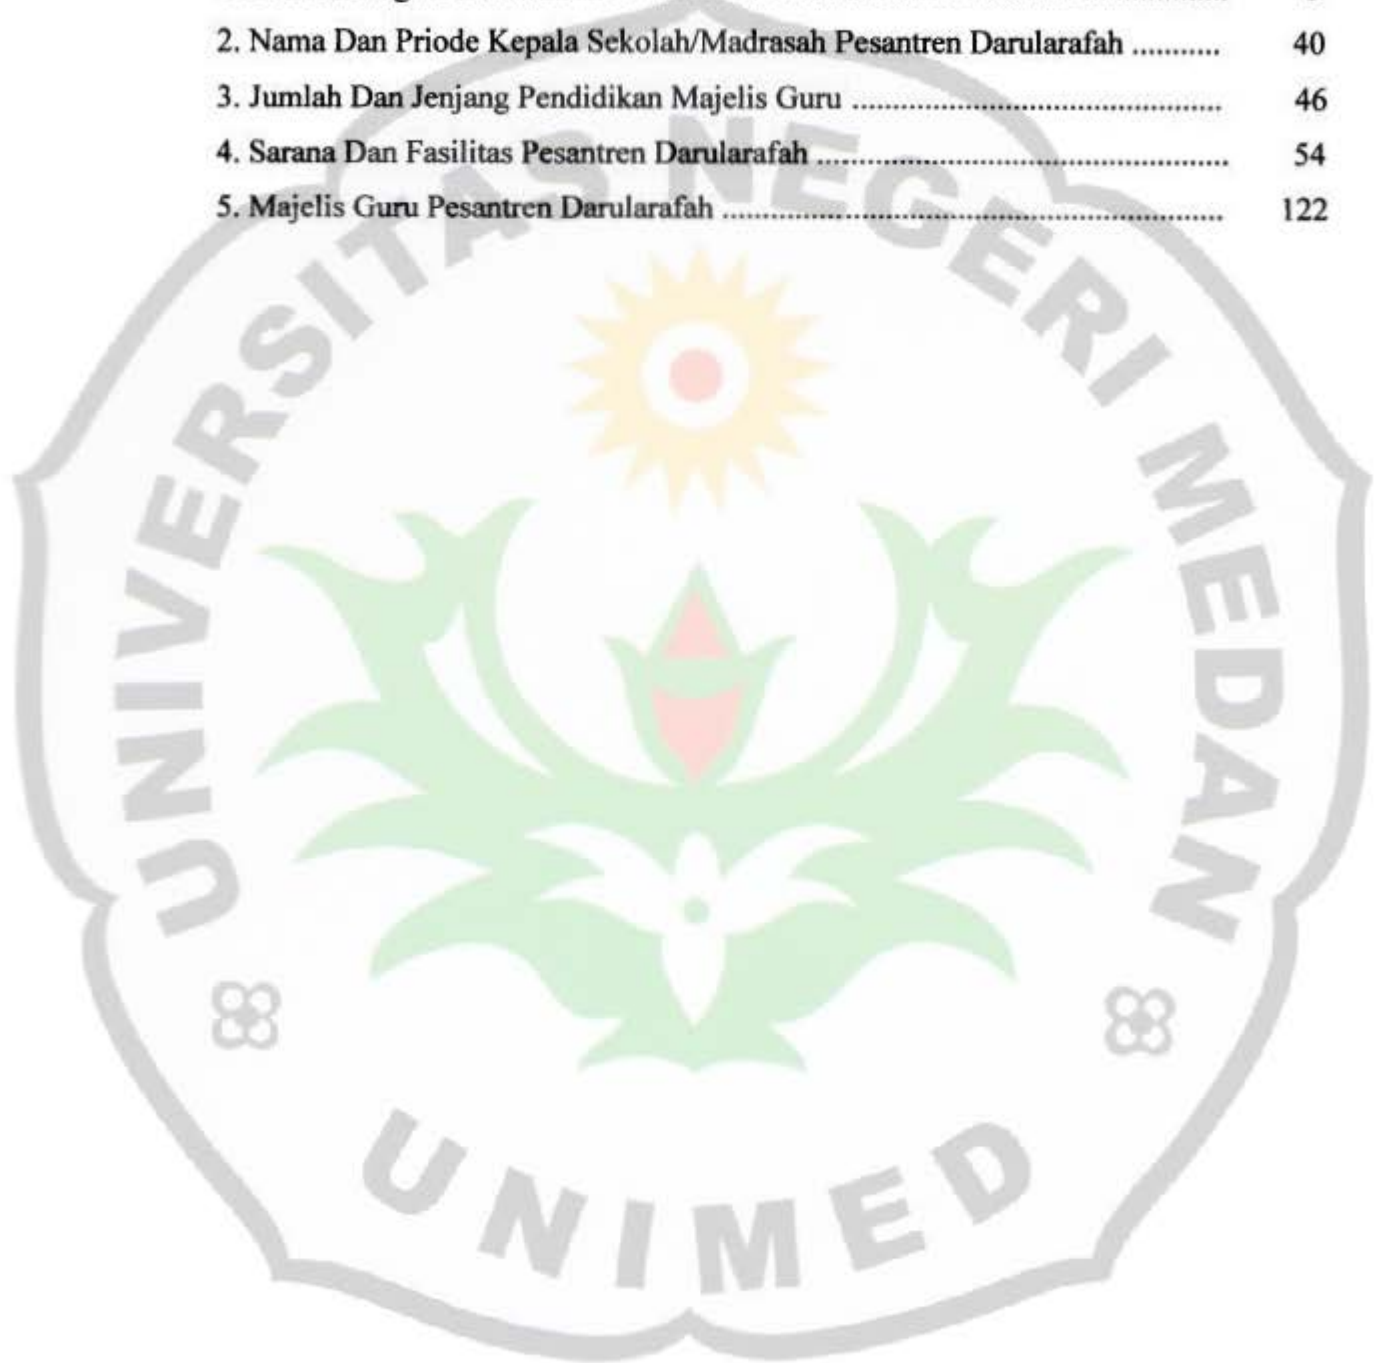 2. Nama Dan Priode Kepala Sekolah/Madrasah Pesantren Darularafah ........... 40
3. Jumlah Dan Jenjang Pendidikan Majelis Guru ............................................... 46
4. Sarana Dan Fasilitas Pesantren Darularafah .................................................... 54
5. Majelis Guru Pesantren Darularafah ................................................................ 122
UNIVERSITAS NEGERI MEDAN
UNIMED